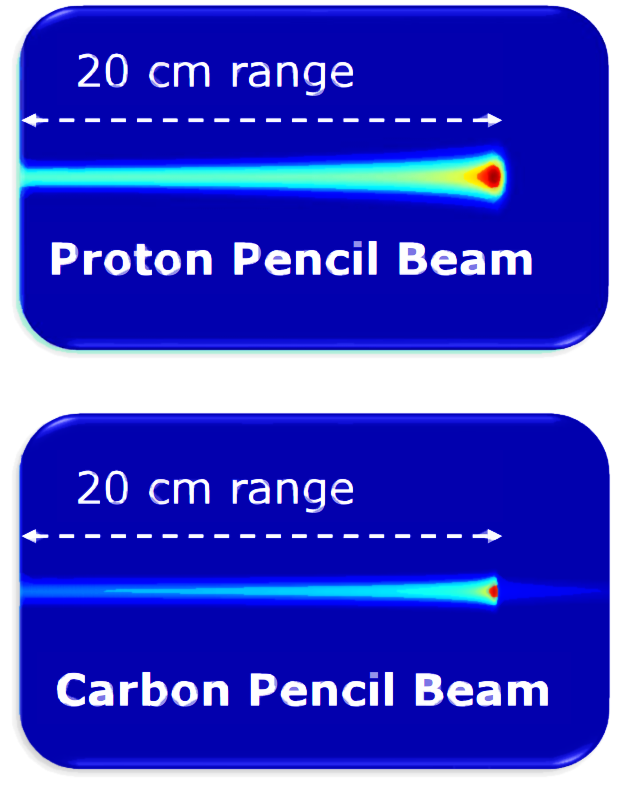 20 cm range
Proton Pencil Beam
20 cm range
Carbon Pencil Beam